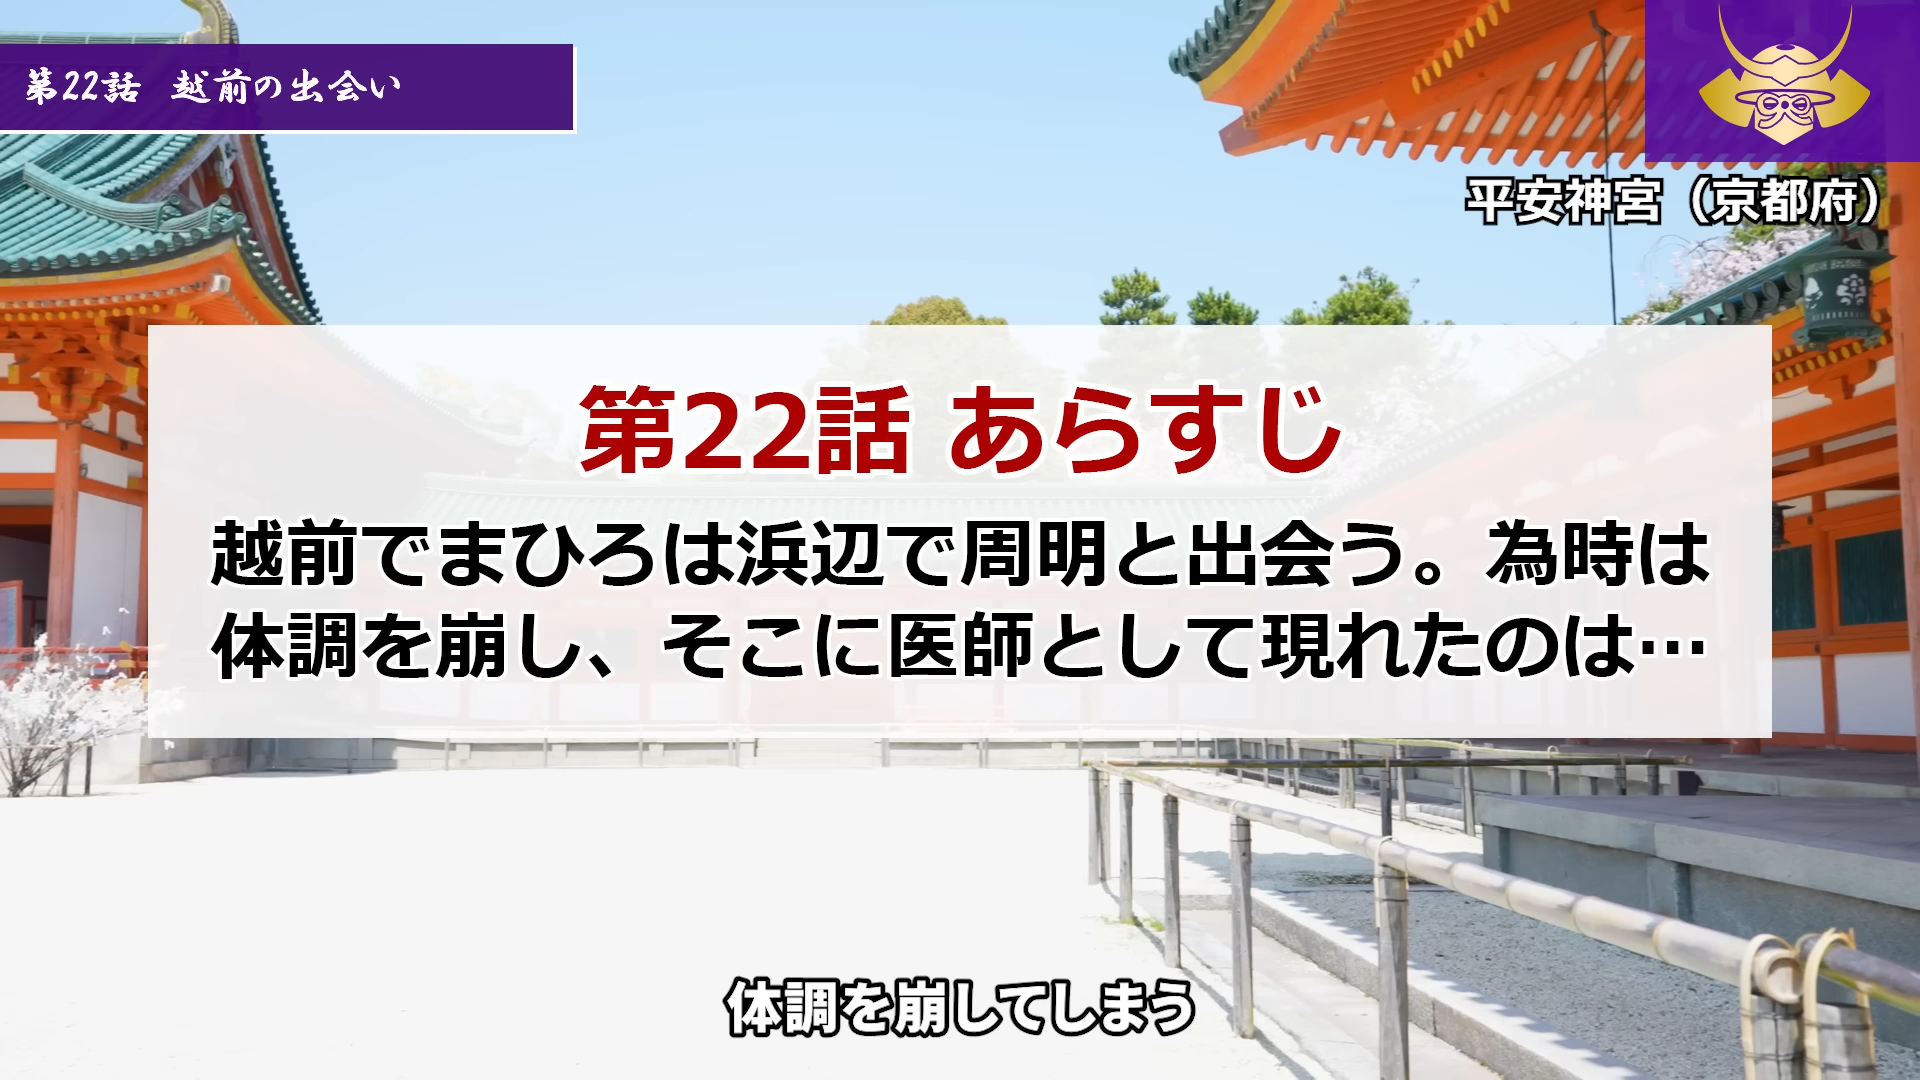 第22話 越前の出会い
平安神宮（京都府）
第22話 あらすじ
越前でまひろは浜辺で周明と出会う。為時は
体調を崩し、そこに医師として現れたのは…
体調を崩してしまう